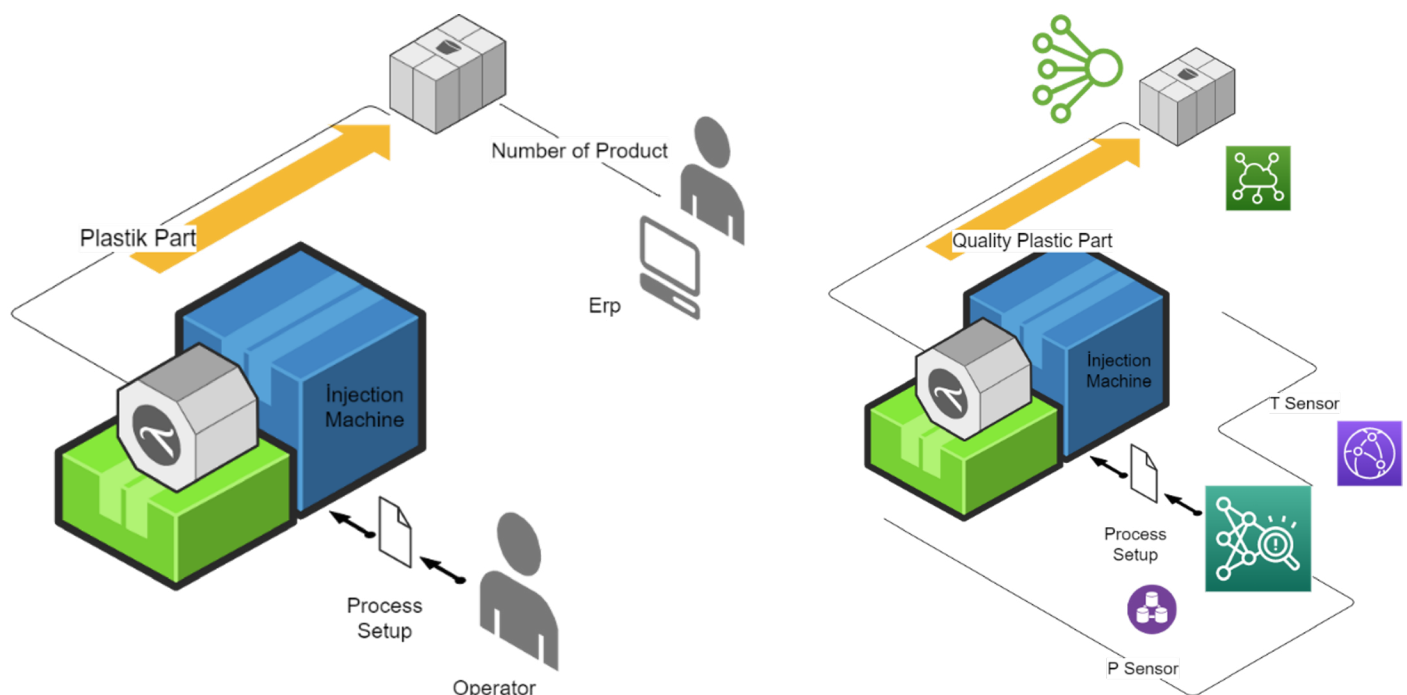 Number of Product
Plastik Part
Erp
İnjection
Machine
Process
Setup
Operator
Quality Plastic Part
İnjection
Machine
T Sensor
Process
Setup
P Sensor